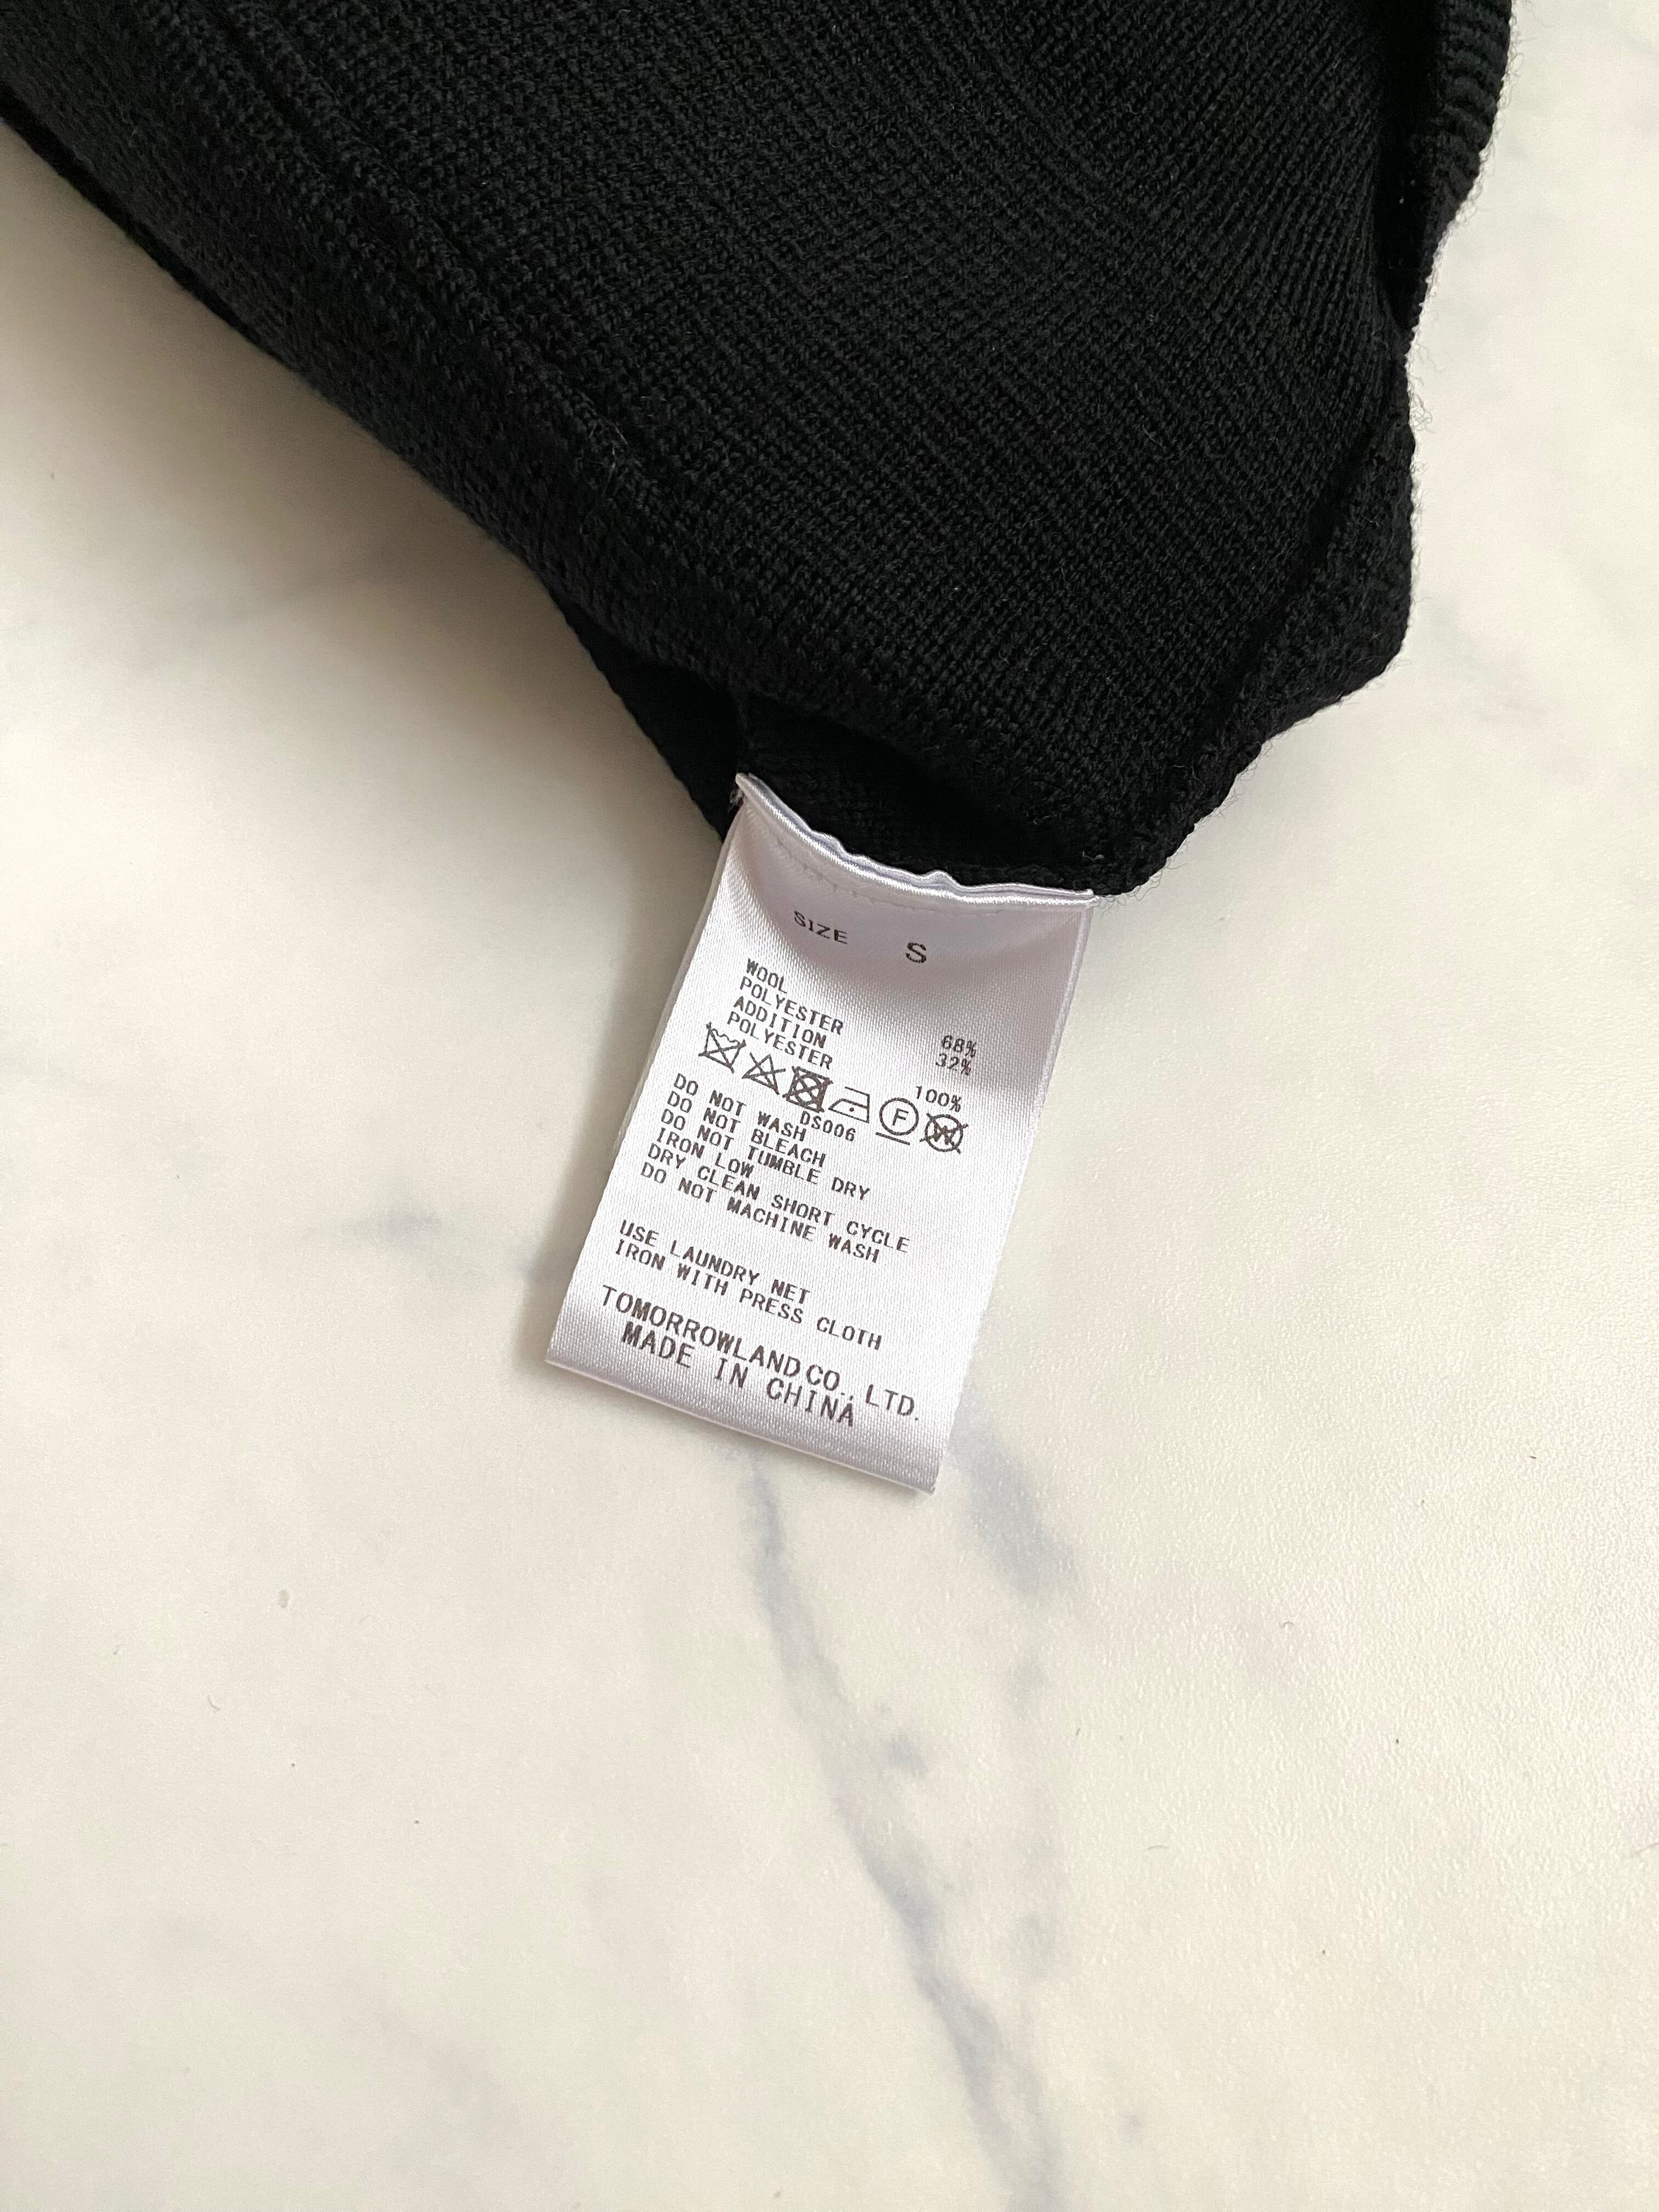 SIZE S
WOOL 68%
POLYESTER 32%
ADDITION
POLYESTER 100%
F W
DS006
DO NOT WASH
DO NOT BLEACH
DO NOT TUMBLE DRY
IRON LOW
DRY CLEAN SHORT CYCLE
DO NOT MACHINE WASH
USE LAUNDRY NET
IRON WITH PRESS CLOTH
TOMORROWLAND CO., LTD.
MADE IN CHINA